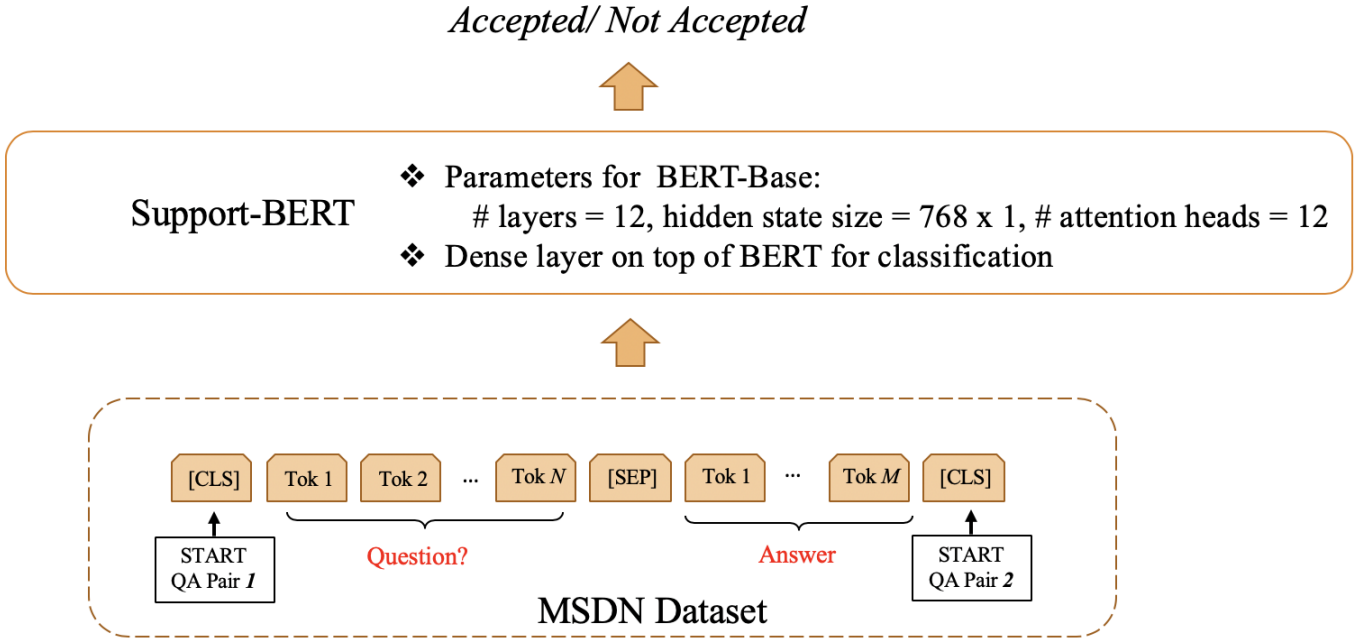 Accepted/ Not Accepted
Support-BERT
❖ Parameters for BERT-Base:
# layers = 12, hidden state size = 768 x 1, # attention heads = 12
❖ Dense layer on top of BERT for classification
[CLS] Tok 1 Tok 2 ... Tok N [SEP] Tok 1 ... Tok M [CLS]
START
QA Pair 1
Question?
Answer
START
QA Pair 2
MSDN Dataset